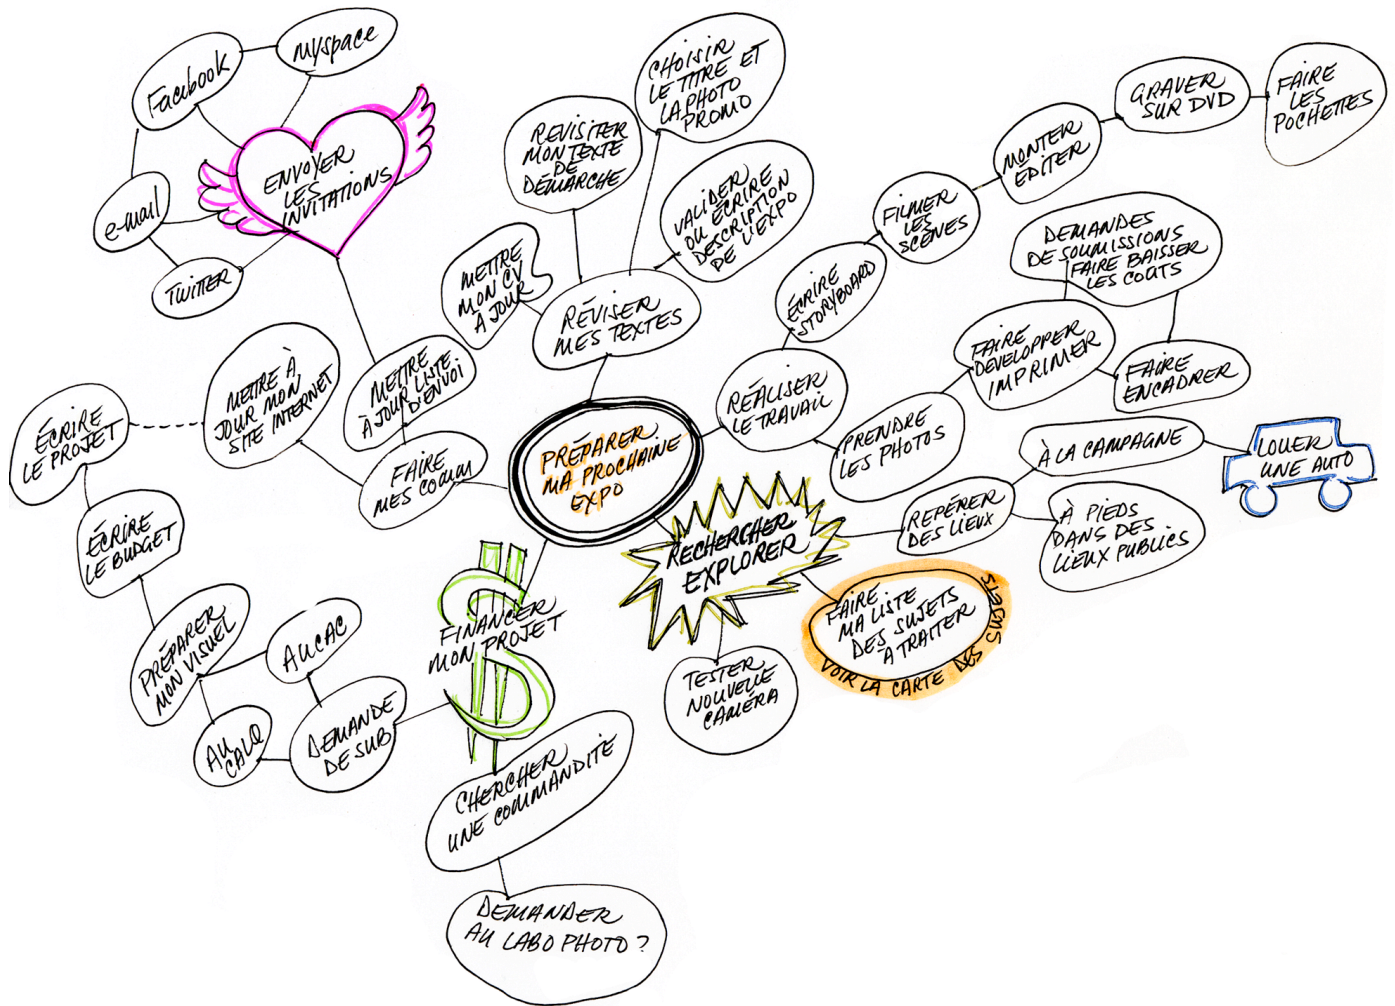 Facebook
Myspace
e-mail
TWITTER
ENVOYER
LES
INVITATIONS
METTRE
À JOUR LISTE
D'ENVOI
METTRE À
JOUR MON
SITE INTERNET
FAIRE
MES COMM
ÉCRIRE
LE PROJET
ÉCRIRE
LE BUDGET
PRÉPARER
MON VISUEL
AU CAC
AU
CALQ
DEMANDE
DE SUB
FINANCER
MON PROJET
CHERCHER
UNE COMMANDITE
DEMANDER
AU LABO PHOTO ?
PRÉPARER
MA PROCHAINE
EXPO
RÉVISER
MES TEXTES
METTRE
MON CV
À JOUR
REVISITER
MON TEXTE
DE
DÉMARCHE
CHOISIR
LE TITRE ET
LA PHOTO
PROMO
VALIDER
OU ÉCRIRE
DESCRIPTION
DE L'EXPO
RÉALISER
LE TRAVAIL
ÉCRIRE
STORYBOARD
FILMER
LES
SCÈNES
MONTER
EDITER
GRAVER
SUR DVD
FAIRE
LES
POCHETTES
PRENDRE
LES PHOTOS
FAIRE
DEVELOPPER
IMPRIMER
DEMANDES
DE SOUMISSIONS
FAIRE BAISSER
LES COUTS
FAIRE
ENCADRER
RECHERCHER
EXPLORER
REPÉRER
DES LIEUX
À LA CAMPAGNE
LOUER
UNE AUTO
À PIEDS
DANS DES
LIEUX PUBLICS
FAIRE
MA LISTE
DES SUJETS
A TRAITER
VOIR LA CARTE DES SUJETS
TESTER
NOUVELLE
CAMÉRA